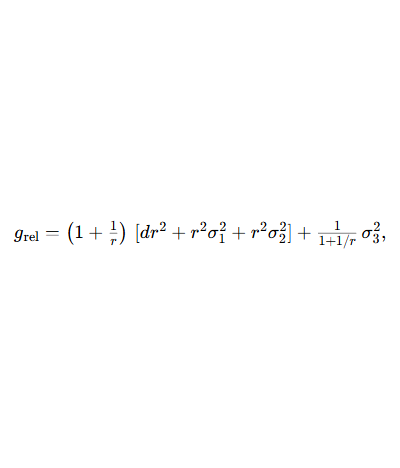 g_rel = (1 + 1/r) [dr² + r²σ₁² + r²σ₂²] + 1/(1+1/r) σ₃²,